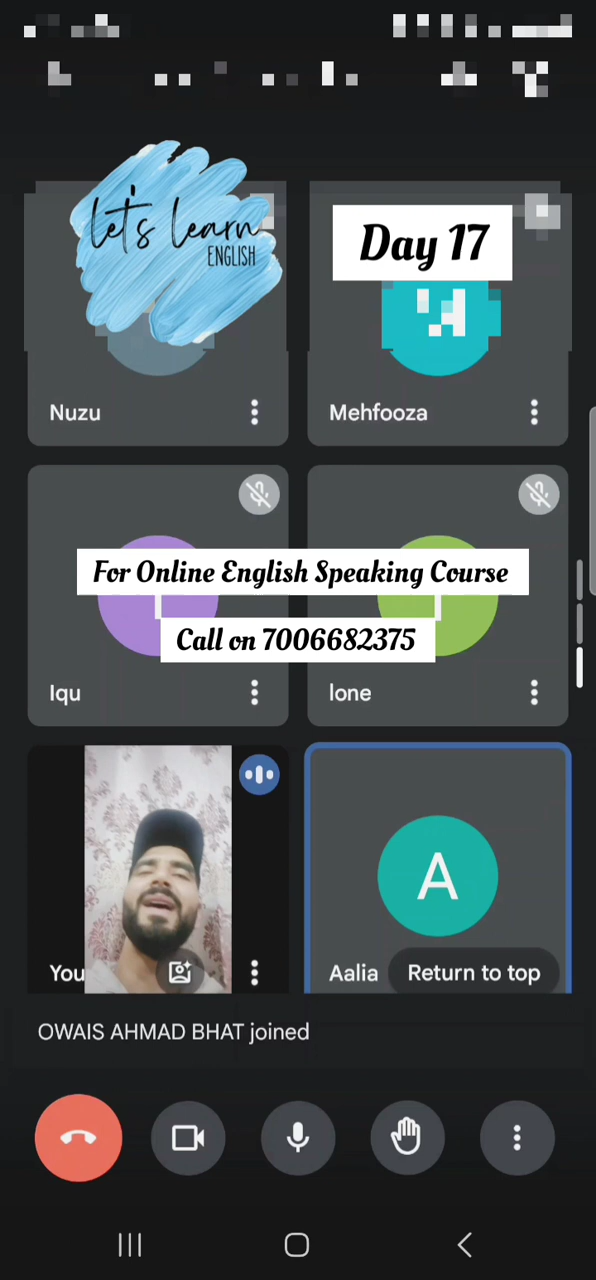 let's learn
ENGLISH
Day 17
Nuzu
Mehfooza
For Online English Speaking Course
Call on 7006682375
Iqu
lone
You
A
Aalia
Return to top
OWAIS AHMAD BHAT joined